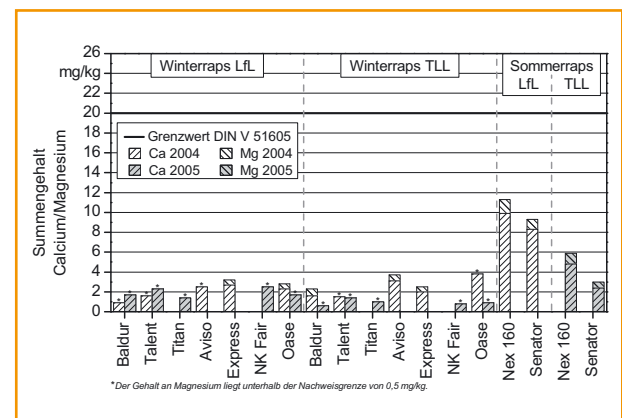 26
mg/kg
22
20
18
16
14
12
10
8
6
4
2
0
Summengehalt
Calcium/Magnesium
Winterraps LfL
Winterraps TLL
Sommerraps
LfL TLL
Grenzwert DIN V 51605
Ca 2004 Mg 2004
Ca 2005 Mg 2005
* * * * * * * * * * * * * * * *
Baldur
Talent
Titan
Aviso
Express
NK Fair
Oase
Baldur
Talent
Titan
Aviso
Express
NK Fair
Oase
Nex 160
Senator
Nex 160
Senator
*Der Gehalt an Magnesium liegt unterhalb der Nachweisgrenze von 0,5 mg/kg.